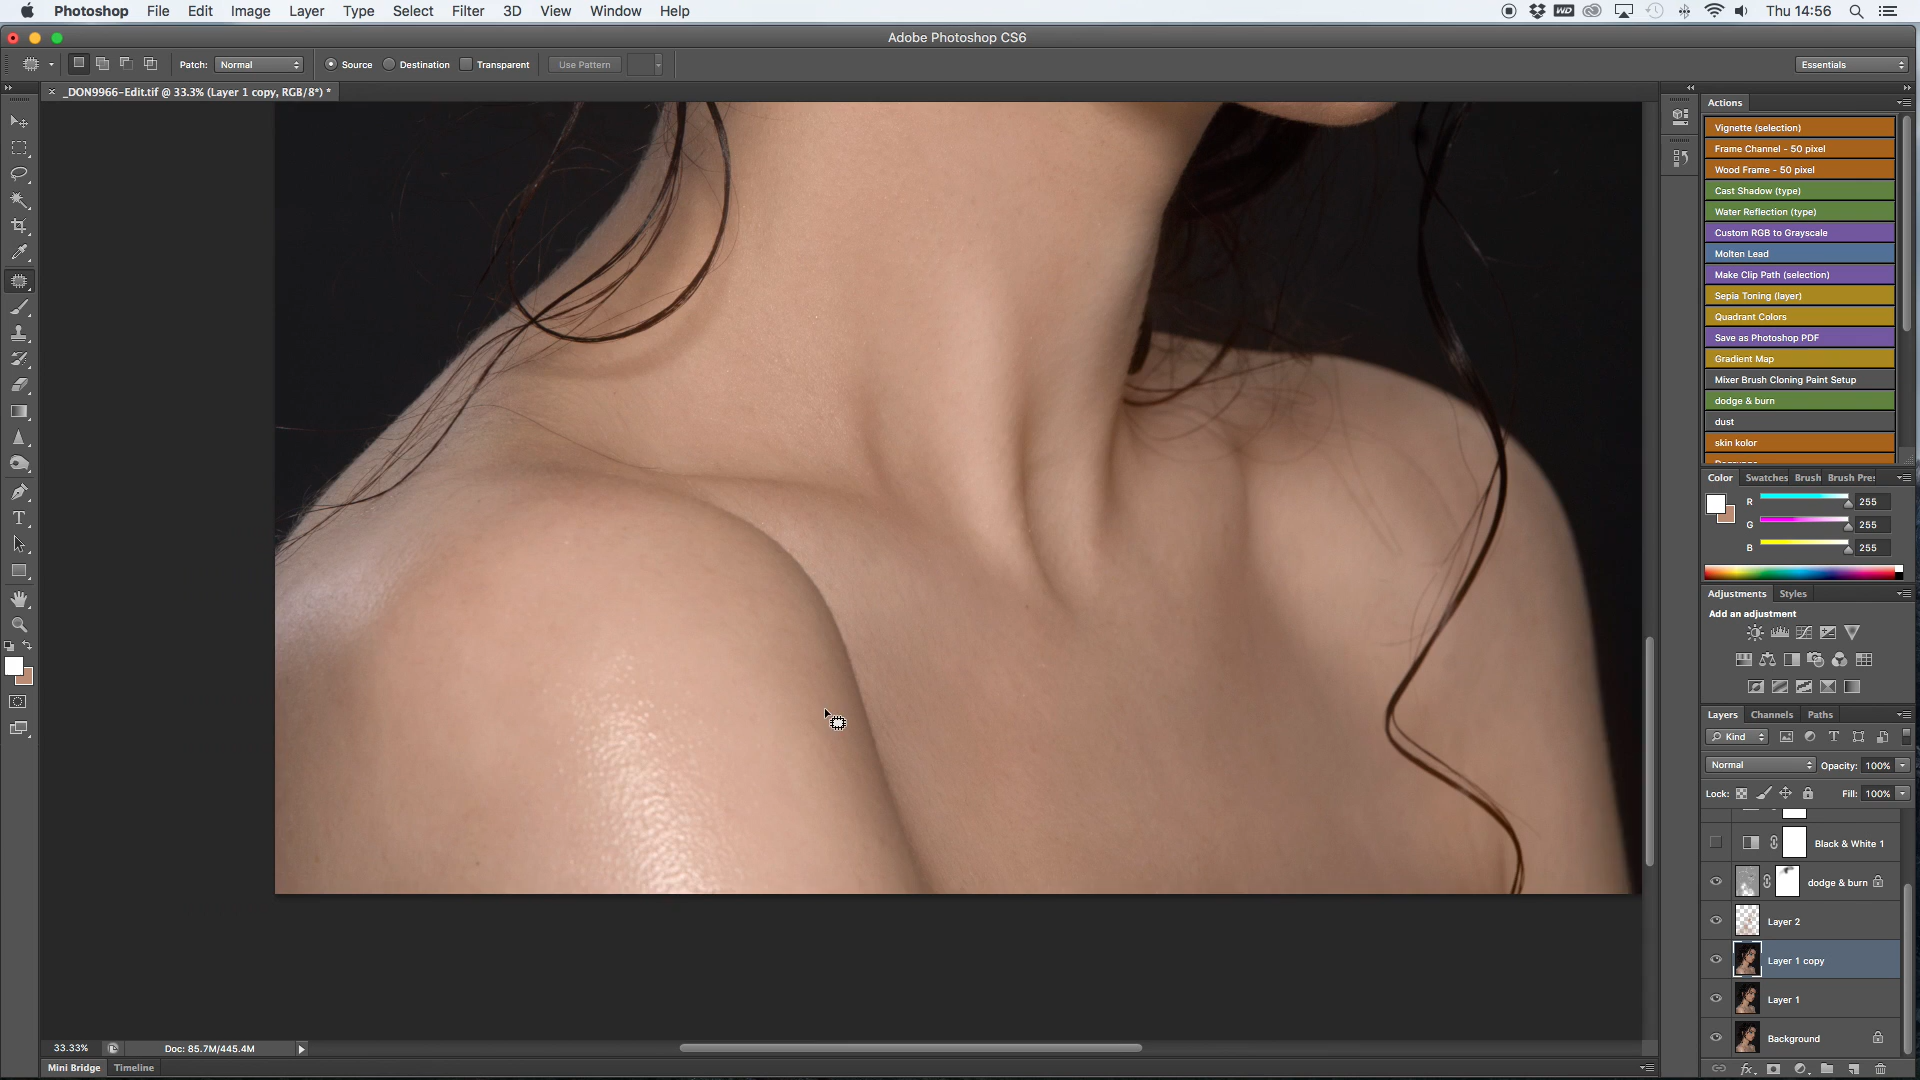 Photoshop File Edit Image Layer Type Select Filter 3D View Window Help WD Thu 14:56
Adobe Photoshop CS6
Patch: Normal Source Destination Transparent Use Pattern Essentials
_DON9966-Edit.tif @ 33.3% (Layer 1 copy, RGB/8*) *
Actions
Vignette (selection)
Frame Channel - 50 pixel
Wood Frame - 50 pixel
Cast Shadow (type)
Water Reflection (type)
Custom RGB to Grayscale
Molten Lead
Make Clip Path (selection)
Sepia Toning (layer)
Quadrant Colors
Save as Photoshop PDF
Gradient Map
Mixer Brush Cloning Paint Setup
dodge & burn
dust
skin kolor
Color Swatches Brush Brush Pre:
R 255
G 255
B 255
Adjustments Styles
Add an adjustment
Layers Channels Paths
Kind
Normal Opacity: 100%
Lock: Fill: 100%
Black & White 1
dodge & burn
Layer 2
Layer 1 copy
Layer 1
Background
33.33% Doc: 85.7M/445.4M
Mini Bridge Timeline